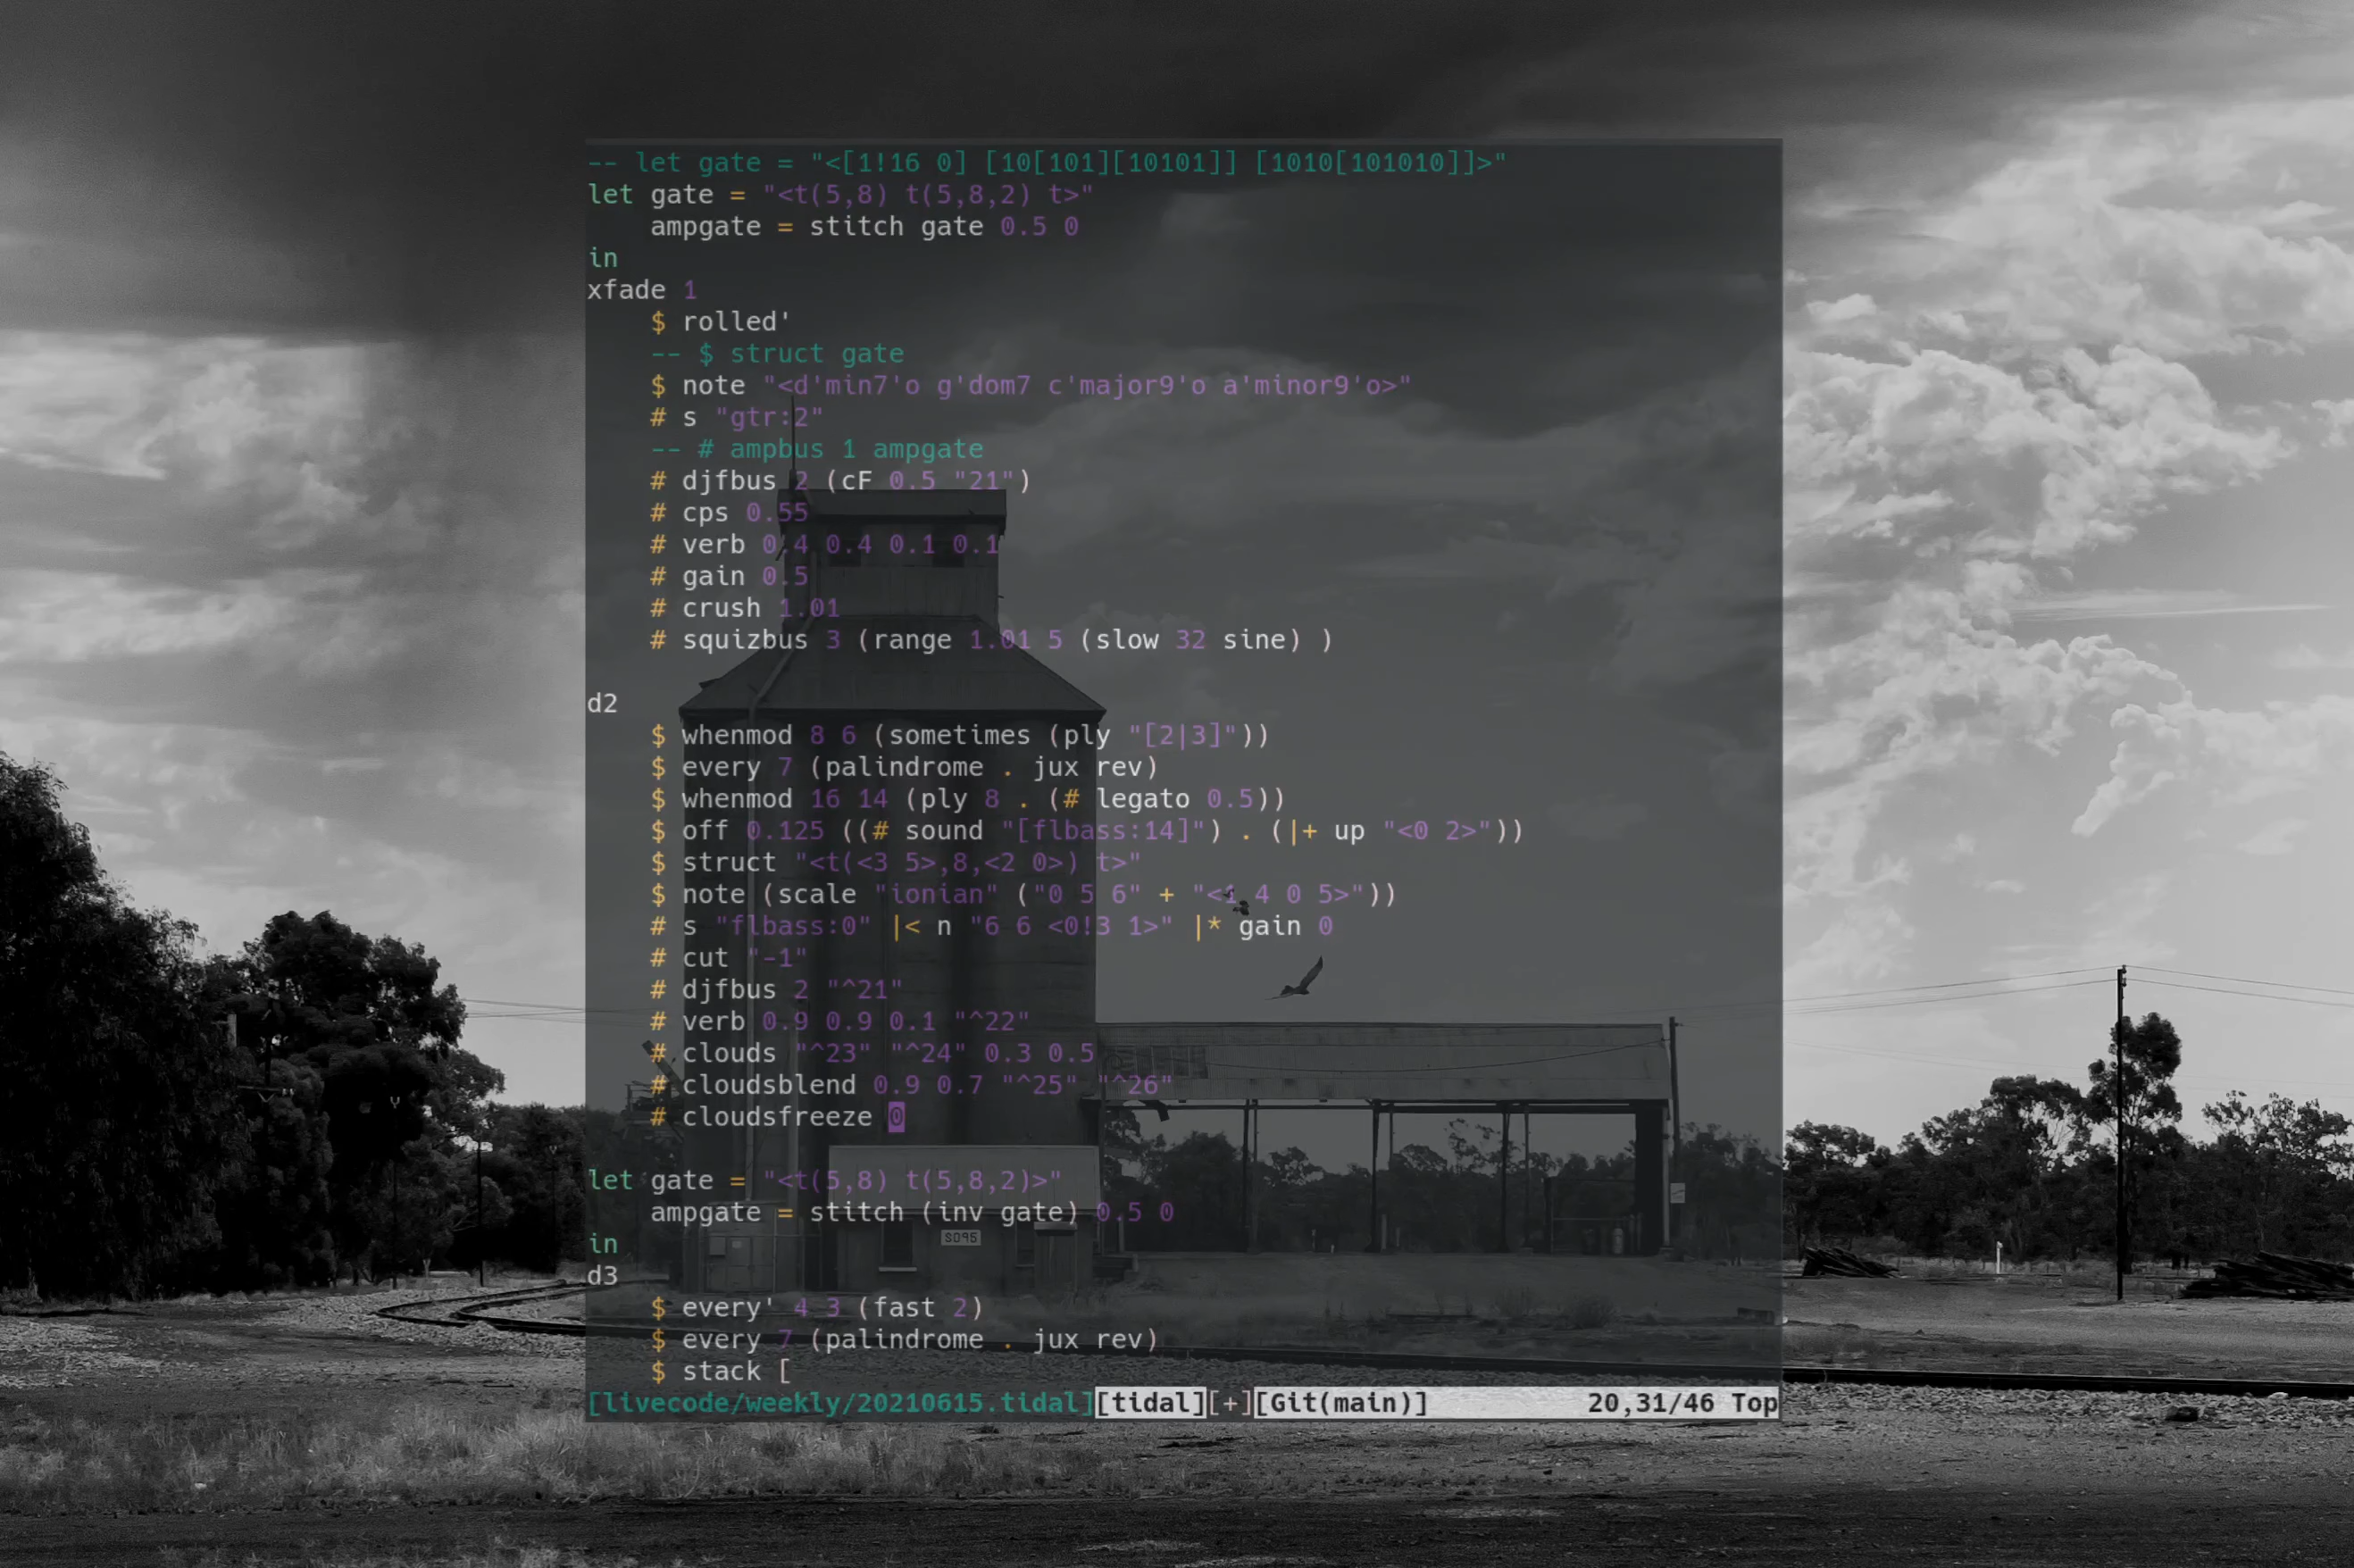 -- let gate = "<[1!16 0] [10[101][10101]] [1010[101010]]>"
let gate = "<t(5,8) t(5,8,2) t>"
    ampgate = stitch gate 0.5 0
in
xfade 1
    $ rolled'
    -- $ struct gate
    $ note "<d'min7'o g'dom7 c'major9'o a'minor9'o>"
    # s "gtr:2"
    -- # ampbus 1 ampgate
    # djfbus 2 (cF 0.5 "21")
    # cps 0.55
    # verb 0.4 0.4 0.1 0.1
    # gain 0.5
    # crush 1.01
    # squizbus 3 (range 1.01 5 (slow 32 sine) )
d2
    $ whenmod 8 6 (sometimes (ply "[2|3]"))
    $ every 7 (palindrome . jux rev)
    $ whenmod 16 14 (ply 8 . (# legato 0.5))
    $ off 0.125 ((# sound "[flbass:14]") . (|+ up "<0 2>"))
    $ struct "<t(<3 5>,8,<2 0>) t>"
    $ note (scale "ionian" ("0 5 6" + "<1 4 0 5>"))
    # s "flbass:0" |< n "6 6 <0!3 1>" |* gain 0
    # cut "-1"
    # djfbus 2 "^21"
    # verb 0.9 0.9 0.1 "^22"
    # clouds "^23" "^24" 0.3 0.5
    # cloudsblend 0.9 0.7 "^25" "^26"
    # cloudsfreeze 0
let gate = "<t(5,8) t(5,8,2)>"
    ampgate = stitch (inv gate) 0.5 0
in
SD95
d3
    $ every' 4 3 (fast 2)
    $ every 7 (palindrome . jux rev)
    $ stack [
[livecode/weekly/20210615.tidal][tidal][+][Git(main)] 20,31/46 Top